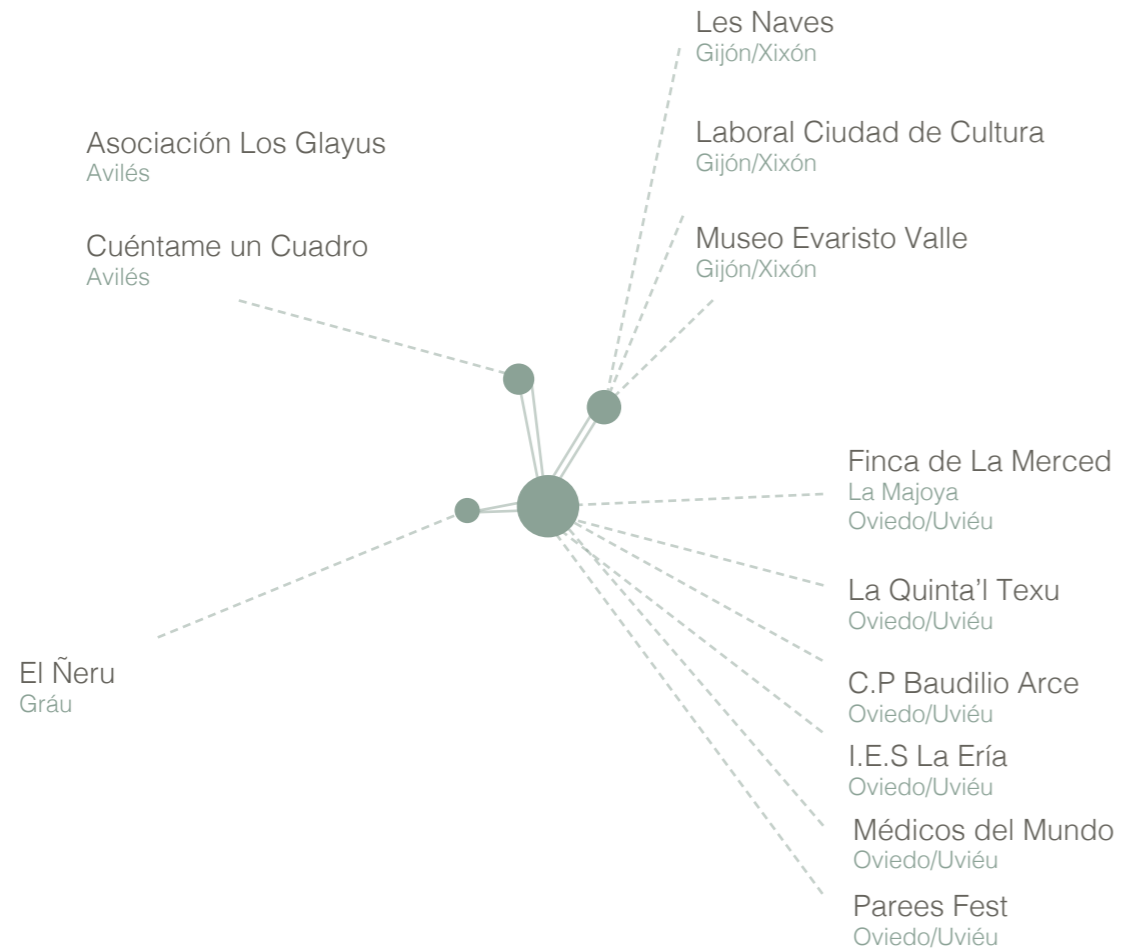 Les Naves
Gijón/Xixón
Laboral Ciudad de Cultura
Gijón/Xixón
Museo Evaristo Valle
Gijón/Xixón
Asociación Los Glayus
Avilés
Cuéntame un Cuadro
Avilés
Finca de La Merced
La Majoya
Oviedo/Uviéu
La Quinta’l Texu
Oviedo/Uviéu
C.P Baudilio Arce
Oviedo/Uviéu
I.E.S La Ería
Oviedo/Uviéu
Médicos del Mundo
Oviedo/Uviéu
Parees Fest
Oviedo/Uviéu
El Ñeru
Gráu